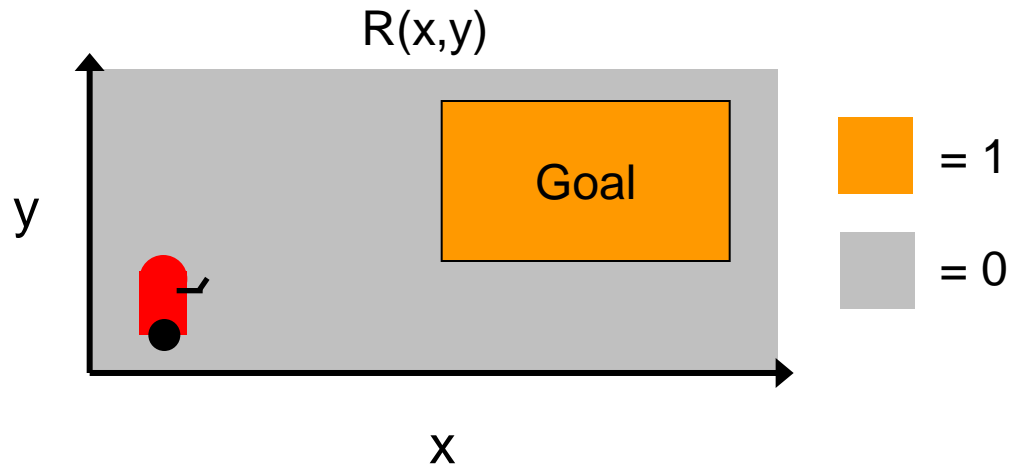 R(x,y)
y
Goal
= 1
= 0
x